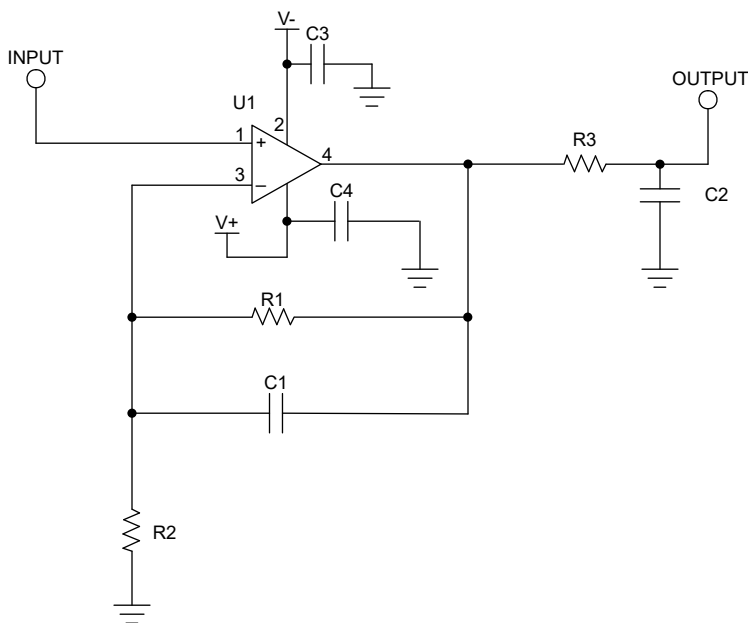 V-
C3
INPUT
OUTPUT
U1
2
R3
1
+
4
3
−
C4
C2
V+
R1
C1
R2